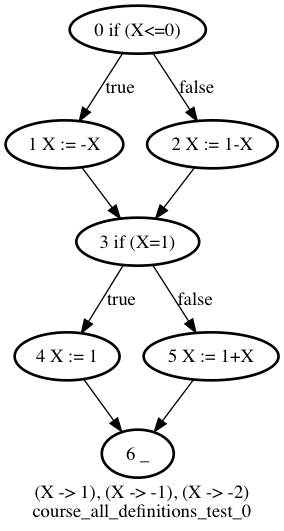 0 if (X<=0)
true
false
1 X := -X
2 X := 1-X
3 if (X=1)
true
false
4 X := 1
5 X := 1+X
6 _
(X -> 1), (X -> -1), (X -> -2)
course_all_definitions_test_0